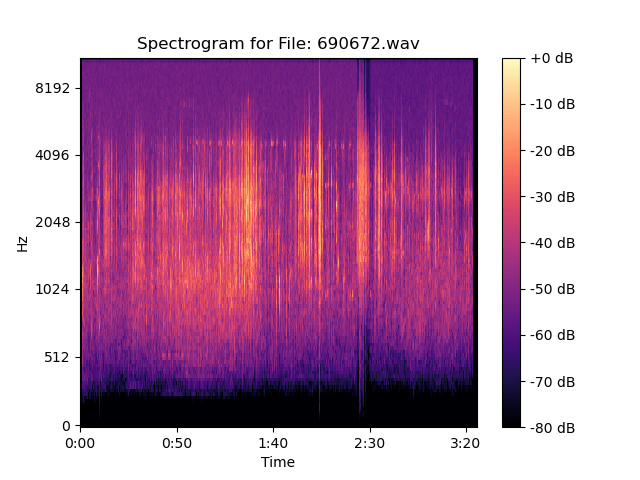 Spectrogram for File: 690672.wav
Hz
8192
4096
2048
1024
512
0
0:00 0:50 1:40 2:30 3:20
Time
+0 dB
-10 dB
-20 dB
-30 dB
-40 dB
-50 dB
-60 dB
-70 dB
-80 dB